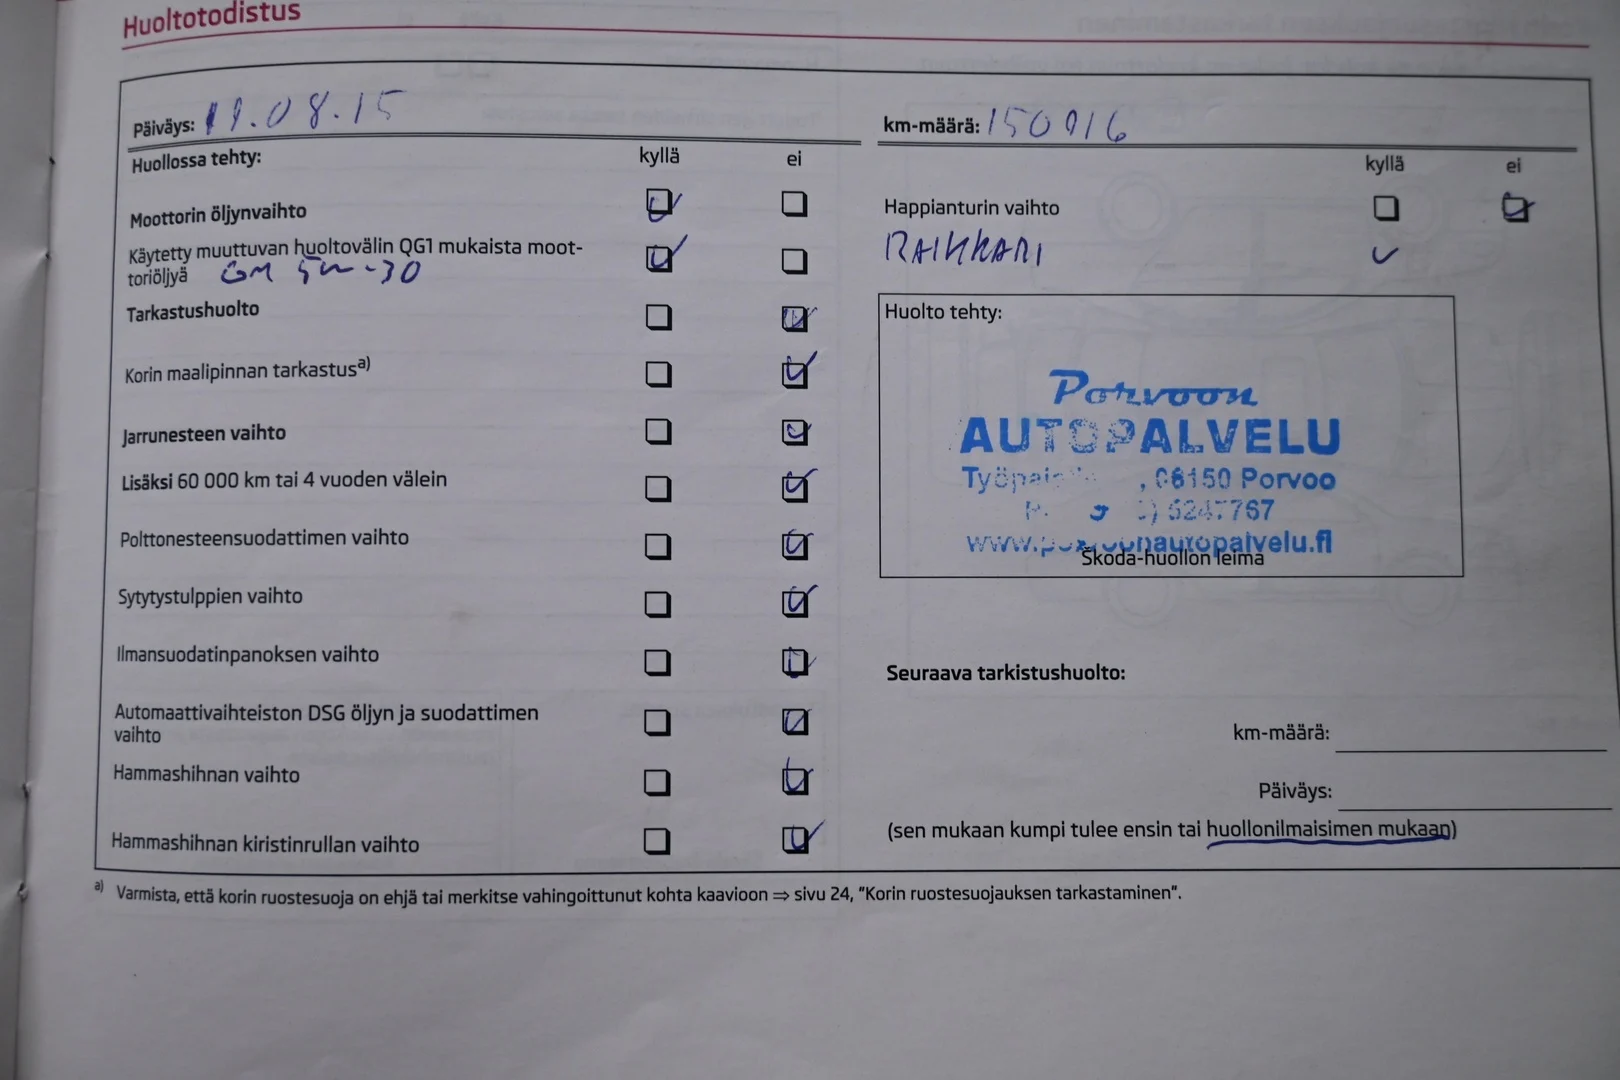 Huoltotodistus
Päiväys: 19.08.15
km-määrä: 150916
Huollossa tehty: kyllä ei
kyllä ei
Moottorin öljynvaihto
Happianturin vaihto
Käytetty muuttuvan huoltovälin QG1 mukaista moot-
toriöljyä GM 5W-30
RAIKKARI
Tarkastushuolto
Huolto tehty:
Korin maalipinnan tarkastus a)
Porvoon
AUTOPALVELU
Jarrunesteen vaihto
Lisäksi 60 000 km tai 4 vuoden välein
, 06150 Porvoo
5247767
Polttonesteensuodattimen vaihto
www.porvoonautopalvelu.fi
Škoda-huollon leima
Sytytystulppien vaihto
Ilmansuodatinpanoksen vaihto
Seuraava tarkistushuolto:
Automaattivaihteiston DSG öljyn ja suodattimen
vaihto
km-määrä:
Hammashihnan vaihto
Päiväys:
Hammashihnan kiristinrullan vaihto
(sen mukaan kumpi tulee ensin tai huollonilmaisimen mukaan)
a) Varmista, että korin ruostesuoja on ehjä tai merkitse vahingoittunut kohta kaavioon ⇒ sivu 24, "Korin ruostesuojauksen tarkastaminen".